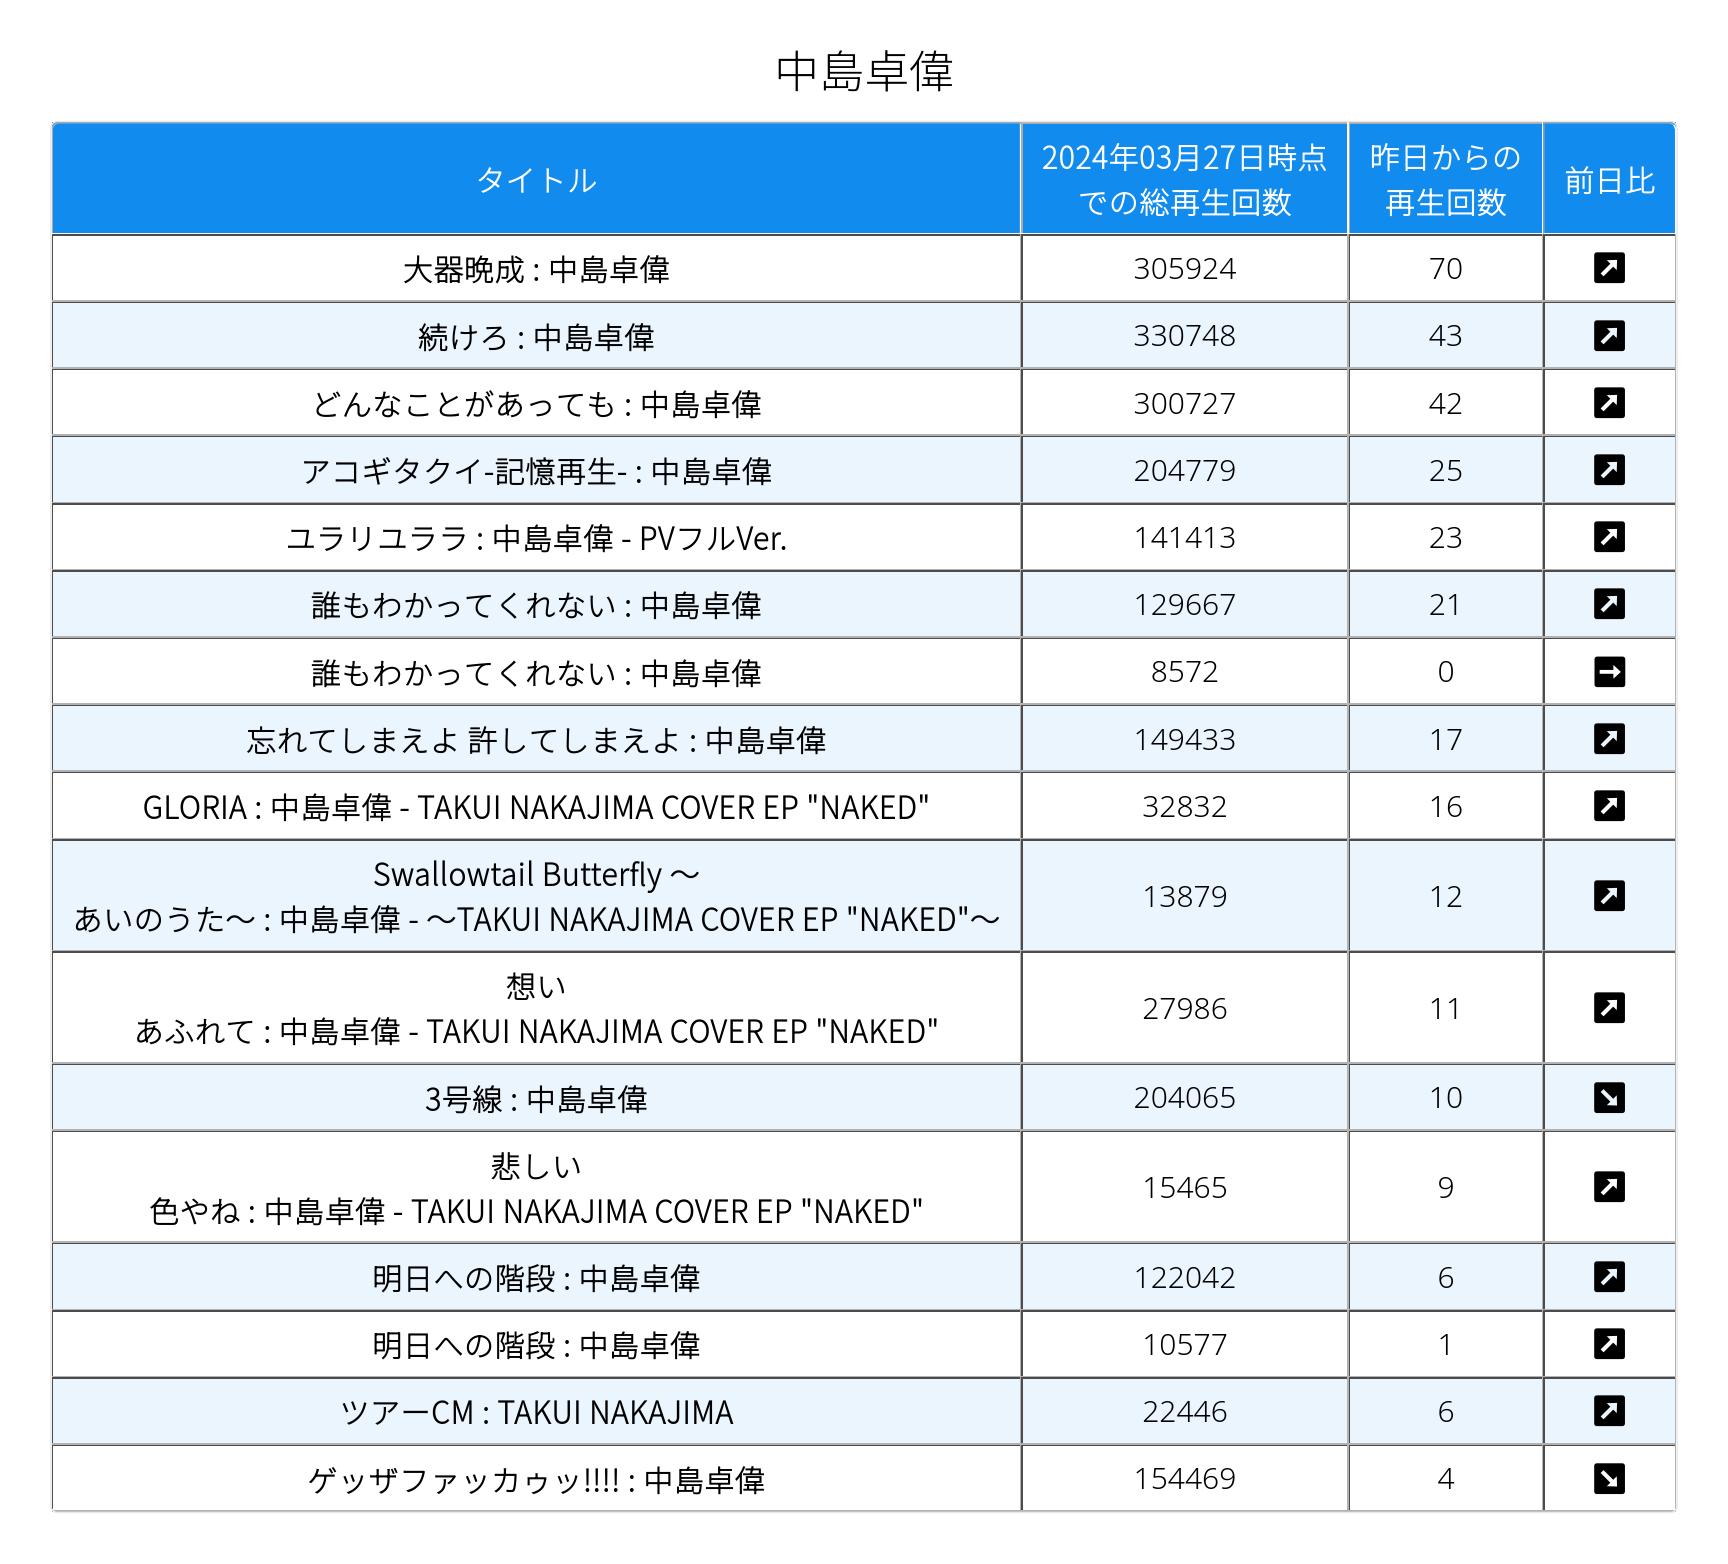 中島卓偉
タイトル
2024年03月27日時点
での総再生回数
昨日からの
再生回数
前日比
大器晩成 : 中島卓偉 305924 70 ↗
続けろ : 中島卓偉 330748 43 ↗
どんなことがあっても : 中島卓偉 300727 42 ↗
アコギタクイ-記憶再生- : 中島卓偉 204779 25 ↗
ユラリユララ : 中島卓偉 - PVフルVer. 141413 23 ↗
誰もわかってくれない : 中島卓偉 129667 21 ↗
誰もわかってくれない : 中島卓偉 8572 0 →
忘れてしまえよ 許してしまえよ : 中島卓偉 149433 17 ↗
GLORIA : 中島卓偉 - TAKUI NAKAJIMA COVER EP "NAKED" 32832 16 ↗
Swallowtail Butterfly ～
あいのうた～ : 中島卓偉 - ～TAKUI NAKAJIMA COVER EP "NAKED"～ 13879 12 ↗
想い
あふれて : 中島卓偉 - TAKUI NAKAJIMA COVER EP "NAKED" 27986 11 ↗
3号線 : 中島卓偉 204065 10 ↘
悲しい
色やね : 中島卓偉 - TAKUI NAKAJIMA COVER EP "NAKED" 15465 9 ↗
明日への階段 : 中島卓偉 122042 6 ↗
明日への階段 : 中島卓偉 10577 1 ↗
ツアーCM : TAKUI NAKAJIMA 22446 6 ↗
ゲッザファッカゥッ!!!! : 中島卓偉 154469 4 ↘